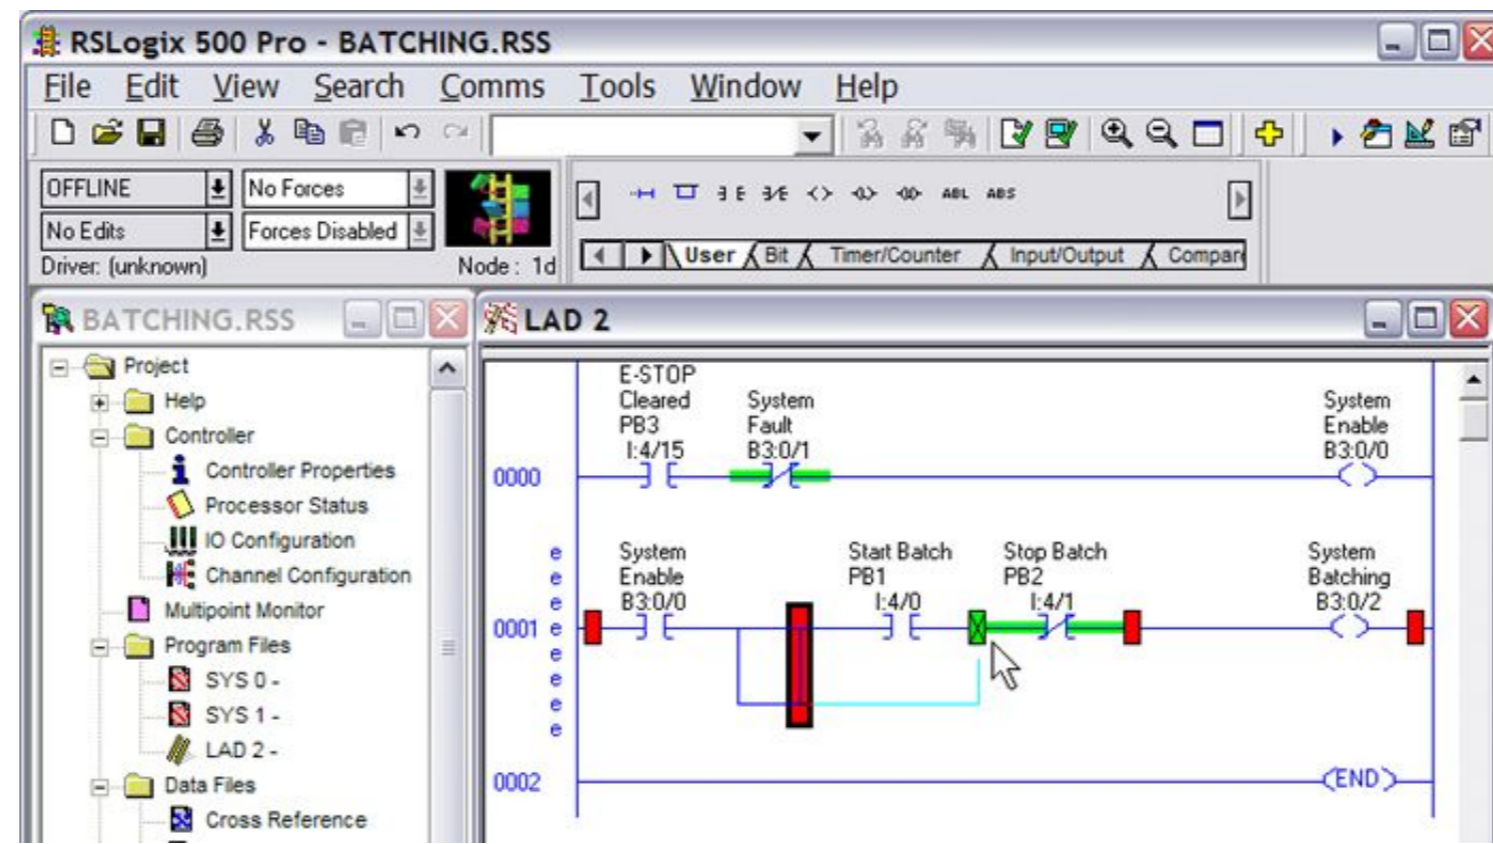 RSLogix 500 Pro - BATCHING.RSS
File Edit View Search Comms Tools Window Help
OFFLINE No Forces
No Edits Forces Disabled
Driver: (unknown) Node : 1d
ABL ABS
User Bit Timer/Counter Input/Output Compar
BATCHING.RSS
Project
Help
Controller
Controller Properties
Processor Status
IO Configuration
Channel Configuration
Multipoint Monitor
Program Files
SYS 0 -
SYS 1 -
LAD 2 -
Data Files
Cross Reference
LAD 2
E-STOP
Cleared System System
PB3 Fault Enable
I:4/15 B3:0/1 B3:0/0
0000
e System Start Batch Stop Batch System
e Enable PB1 PB2 Batching
e B3:0/0 I:4/0 I:4/1 B3:0/2
0001 e
e
e
e
e
0002 END